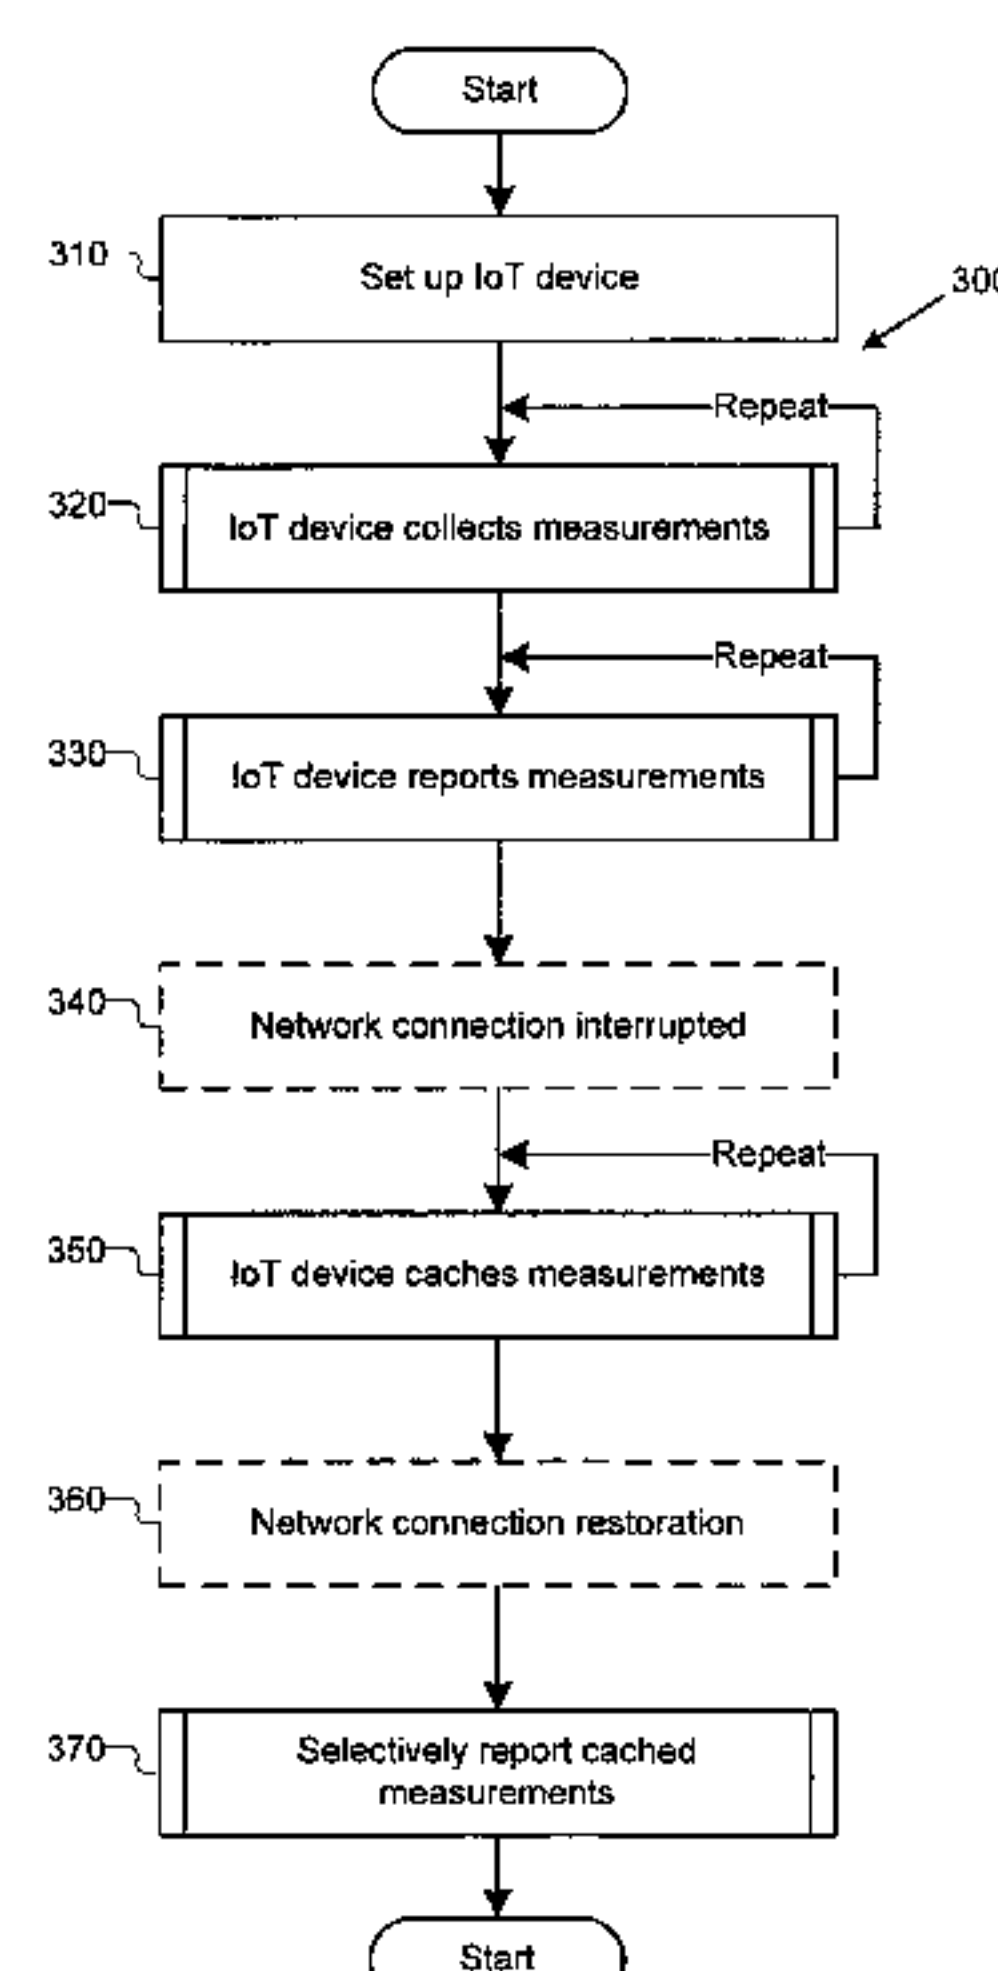 Start
310
Set up IoT device
300
Repeat
320
IoT device collects measurements
Repeat
330
IoT device reports measurements
340
Network connection interrupted
Repeat
350
IoT device caches measurements
360
Network connection restoration
370
Selectively report cached
measurements
Start